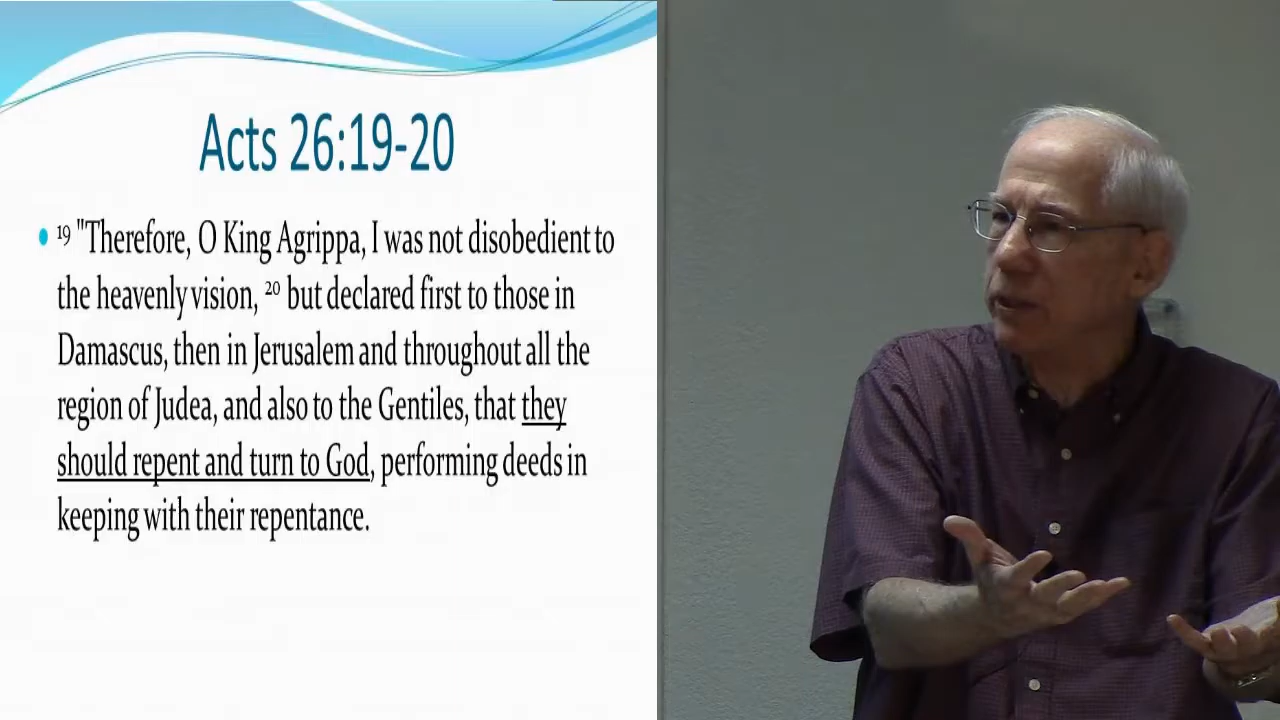 Acts 26:19-20
19 "Therefore, O King Agrippa, I was not disobedient to
the heavenly vision, 20 but declared first to those in
Damascus, then in Jerusalem and throughout all the
region of Judea, and also to the Gentiles, that they
should repent and turn to God, performing deeds in
keeping with their repentance.